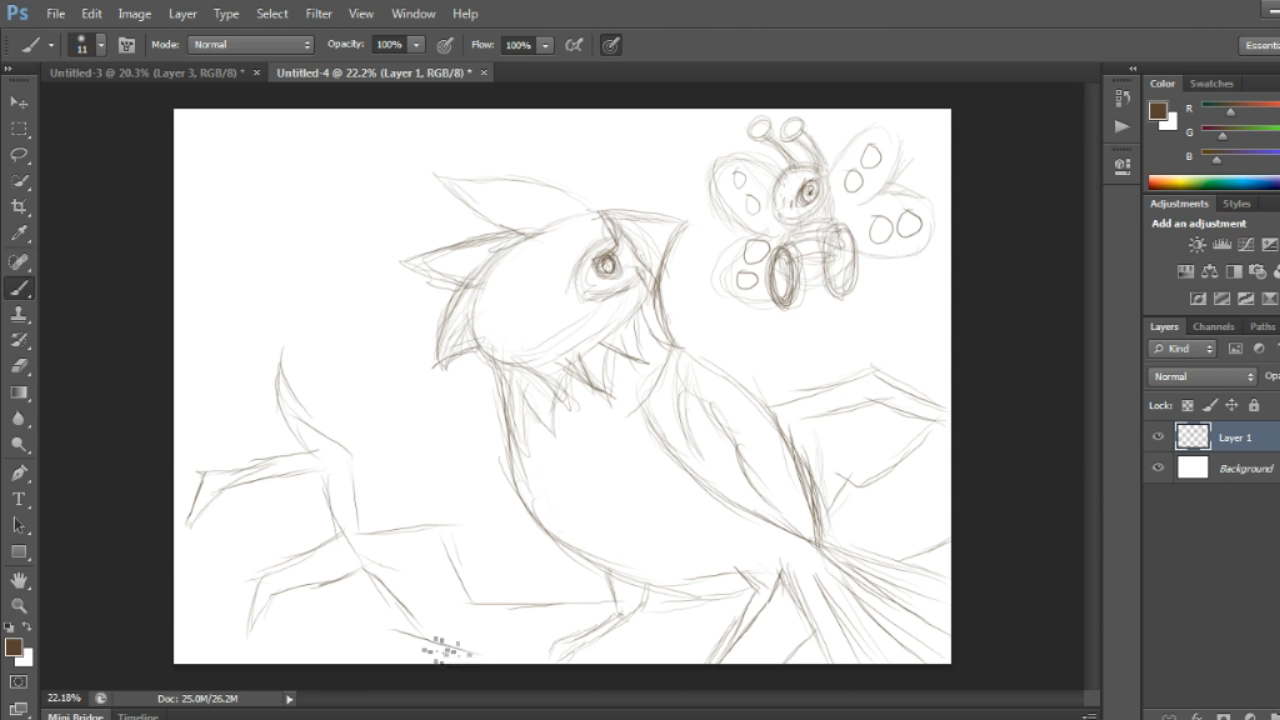 Ps File Edit Image Layer Type Select Filter View Window Help
11 Mode: Normal Opacity: 100% Flow: 100% Essentia
Untitled-3 @ 20.3% (Layer 3, RGB/8) * × Untitled-4 @ 22.2% (Layer 1, RGB/8) * ×
Color Swatches
R
G
B
Adjustments Styles
Add an adjustment
Layers Channels Paths
Kind
Normal Opa
Lock:
Layer 1
Background
T
22.18% Doc: 25.0M/26.2M
Mini Bridge Timeline